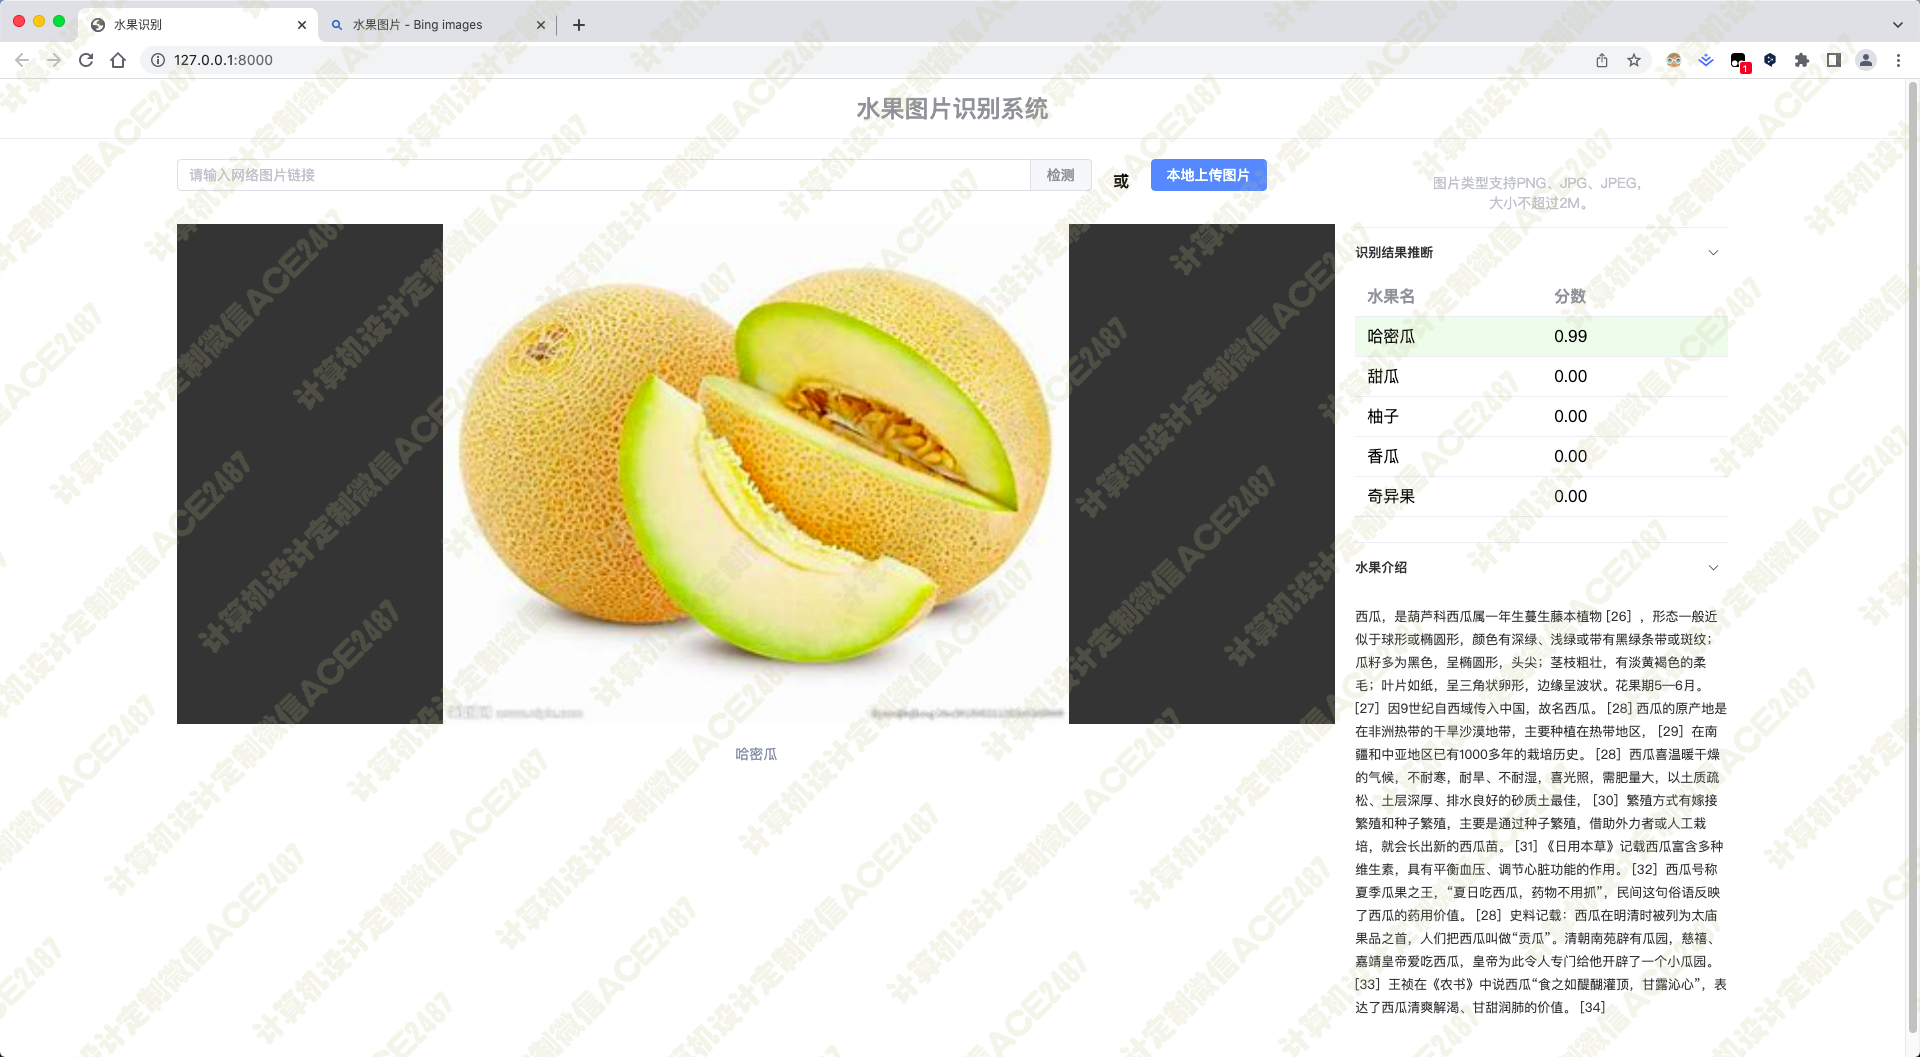 水果识别
水果图片 - Bing images
127.0.0.1:8000
1
水果图片识别系统
请输入网络图片链接
检测
或
本地上传图片
图片类型支持PNG、JPG、JPEG，
大小不超过2M。
识别结果推断
水果名 分数
哈密瓜 0.99
甜瓜 0.00
柚子 0.00
香瓜 0.00
奇异果 0.00
水果介绍
西瓜，是葫芦科西瓜属一年生蔓生藤本植物 [26] ，形态一般近
似于球形或椭圆形，颜色有深绿、浅绿或带有黑绿条带或斑纹；
瓜籽多为黑色，呈椭圆形，头尖；茎枝粗壮，有淡黄褐色的柔
毛；叶片如纸，呈三角状卵形，边缘呈波状。花果期5—6月。
[27] 因9世纪自西域传入中国，故名西瓜。 [28] 西瓜的原产地是
在非洲热带的干旱沙漠地带，主要种植在热带地区， [29] 在南
疆和中亚地区已有1000多年的栽培历史。 [28] 西瓜喜温暖干燥
的气候，不耐寒，耐旱、不耐湿，喜光照，需肥量大，以土质疏
松、土层深厚、排水良好的砂质土最佳， [30] 繁殖方式有嫁接
繁殖和种子繁殖，主要是通过种子繁殖，借助外力者或人工栽
培，就会长出新的西瓜苗。 [31] 《日用本草》记载西瓜富含多种
维生素，具有平衡血压、调节心脏功能的作用。 [32] 西瓜号称
夏季瓜果之王，“夏日吃西瓜，药物不用抓”，民间这句俗语反映
了西瓜的药用价值。 [28] 史料记载：西瓜在明清时被列为太庙
果品之首，人们把西瓜叫做“贡瓜”。清朝南苑辟有瓜园，慈禧、
嘉靖皇帝爱吃西瓜，皇帝为此令人专门给他开辟了一个小瓜园。
[33] 王祯在《农书》中说西瓜“食之如醍醐灌顶，甘露沁心”，表
达了西瓜清爽解渴、甘甜润肺的价值。 [34]
哈密瓜
计算机设计定制微信ACE2487